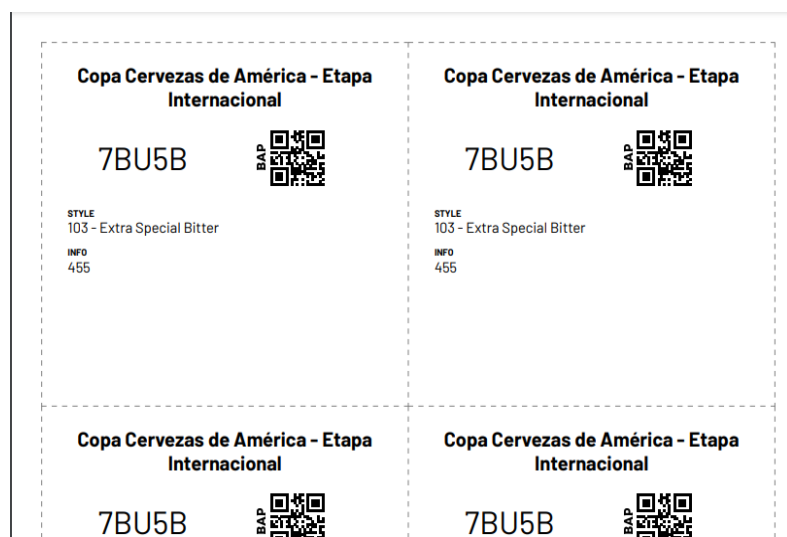 Copa Cervezas de América - Etapa
Internacional
7BU5B
BAP
STYLE
103 - Extra Special Bitter
INFO
455
Copa Cervezas de América - Etapa
Internacional
7BU5B
BAP
STYLE
103 - Extra Special Bitter
INFO
455
Copa Cervezas de América - Etapa
Internacional
7BU5B
BAP
Copa Cervezas de América - Etapa
Internacional
7BU5B
BAP